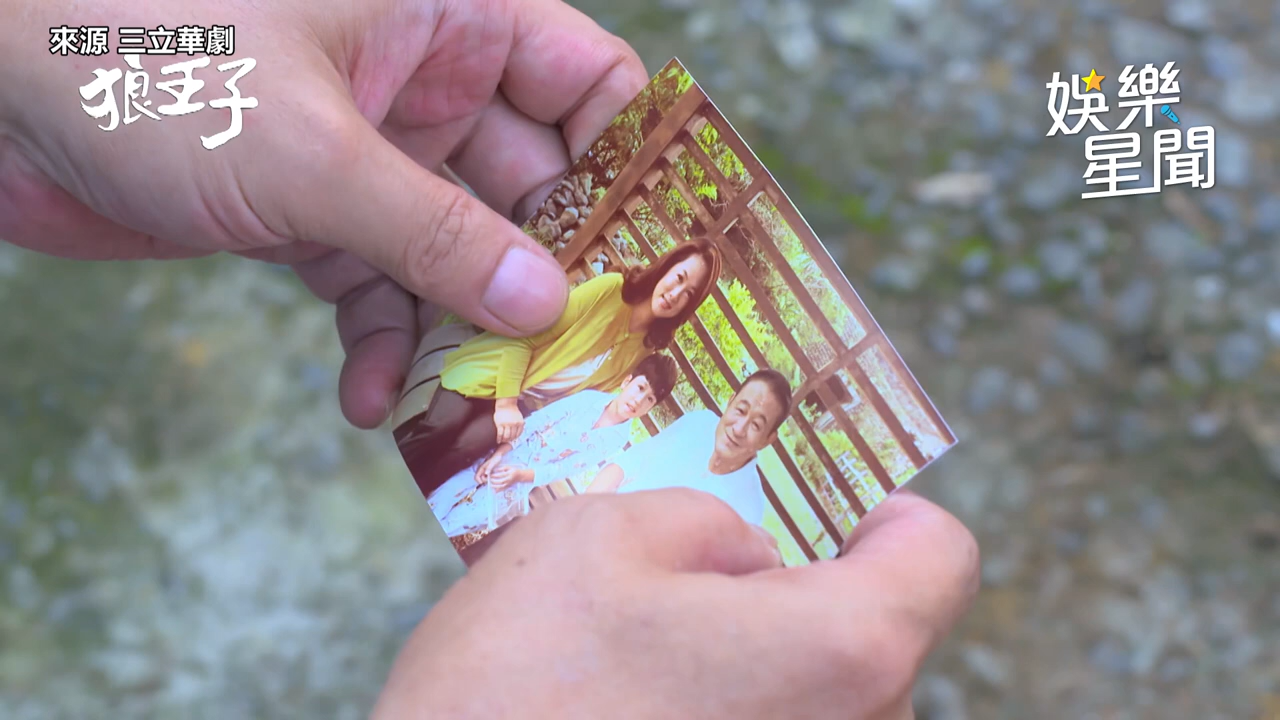 來源 三立華劇
狼王子
娛樂
星聞